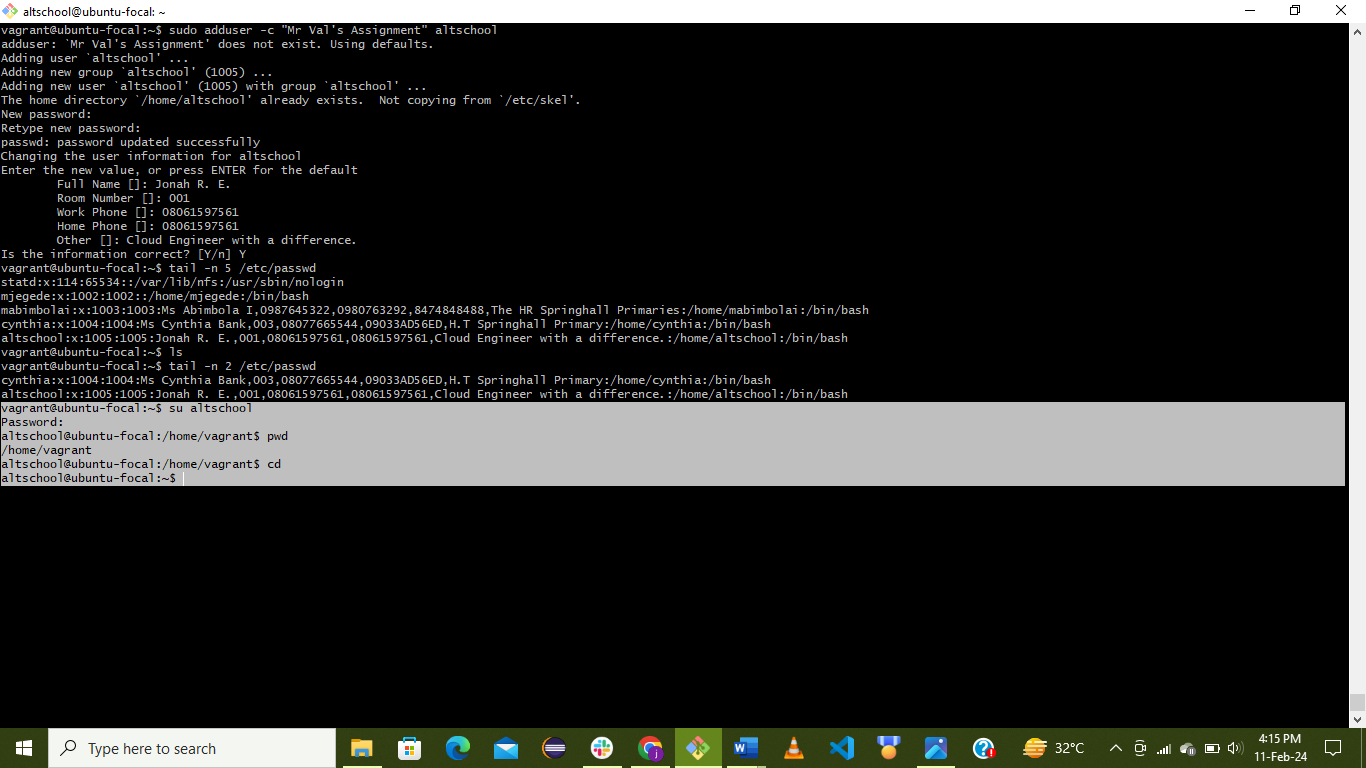 altschool@ubuntu-focal: ~
vagrant@ubuntu-focal:~$ sudo adduser -c "Mr Val's Assignment" altschool
adduser: `Mr Val's Assignment' does not exist. Using defaults.
Adding user `altschool' ...
Adding new group `altschool' (1005) ...
Adding new user `altschool' (1005) with group `altschool' ...
The home directory `/home/altschool' already exists.  Not copying from `/etc/skel'.
New password:
Retype new password:
passwd: password updated successfully
Changing the user information for altschool
Enter the new value, or press ENTER for the default
        Full Name []: Jonah R. E.
        Room Number []: 001
        Work Phone []: 08061597561
        Home Phone []: 08061597561
        Other []: Cloud Engineer with a difference.
Is the information correct? [Y/n] Y
vagrant@ubuntu-focal:~$ tail -n 5 /etc/passwd
statd:x:114:65534::/var/lib/nfs:/usr/sbin/nologin
mjegede:x:1002:1002::/home/mjegede:/bin/bash
mabimbolai:x:1003:1003:Ms Abimbola I,0987645322,0980763292,8474848488,The HR Springhall Primaries:/home/mabimbolai:/bin/bash
cynthia:x:1004:1004:Ms Cynthia Bank,003,08077665544,09033AD56ED,H.T Springhall Primary:/home/cynthia:/bin/bash
altschool:x:1005:1005:Jonah R. E.,001,08061597561,08061597561,Cloud Engineer with a difference.:/home/altschool:/bin/bash
vagrant@ubuntu-focal:~$ ls
vagrant@ubuntu-focal:~$ tail -n 2 /etc/passwd
cynthia:x:1004:1004:Ms Cynthia Bank,003,08077665544,09033AD56ED,H.T Springhall Primary:/home/cynthia:/bin/bash
altschool:x:1005:1005:Jonah R. E.,001,08061597561,08061597561,Cloud Engineer with a difference.:/home/altschool:/bin/bash
vagrant@ubuntu-focal:~$ su altschool
Password:
altschool@ubuntu-focal:/home/vagrant$ pwd
/home/vagrant
altschool@ubuntu-focal:/home/vagrant$ cd
altschool@ubuntu-focal:~$
Type here to search
32°C
4:15 PM
11-Feb-24